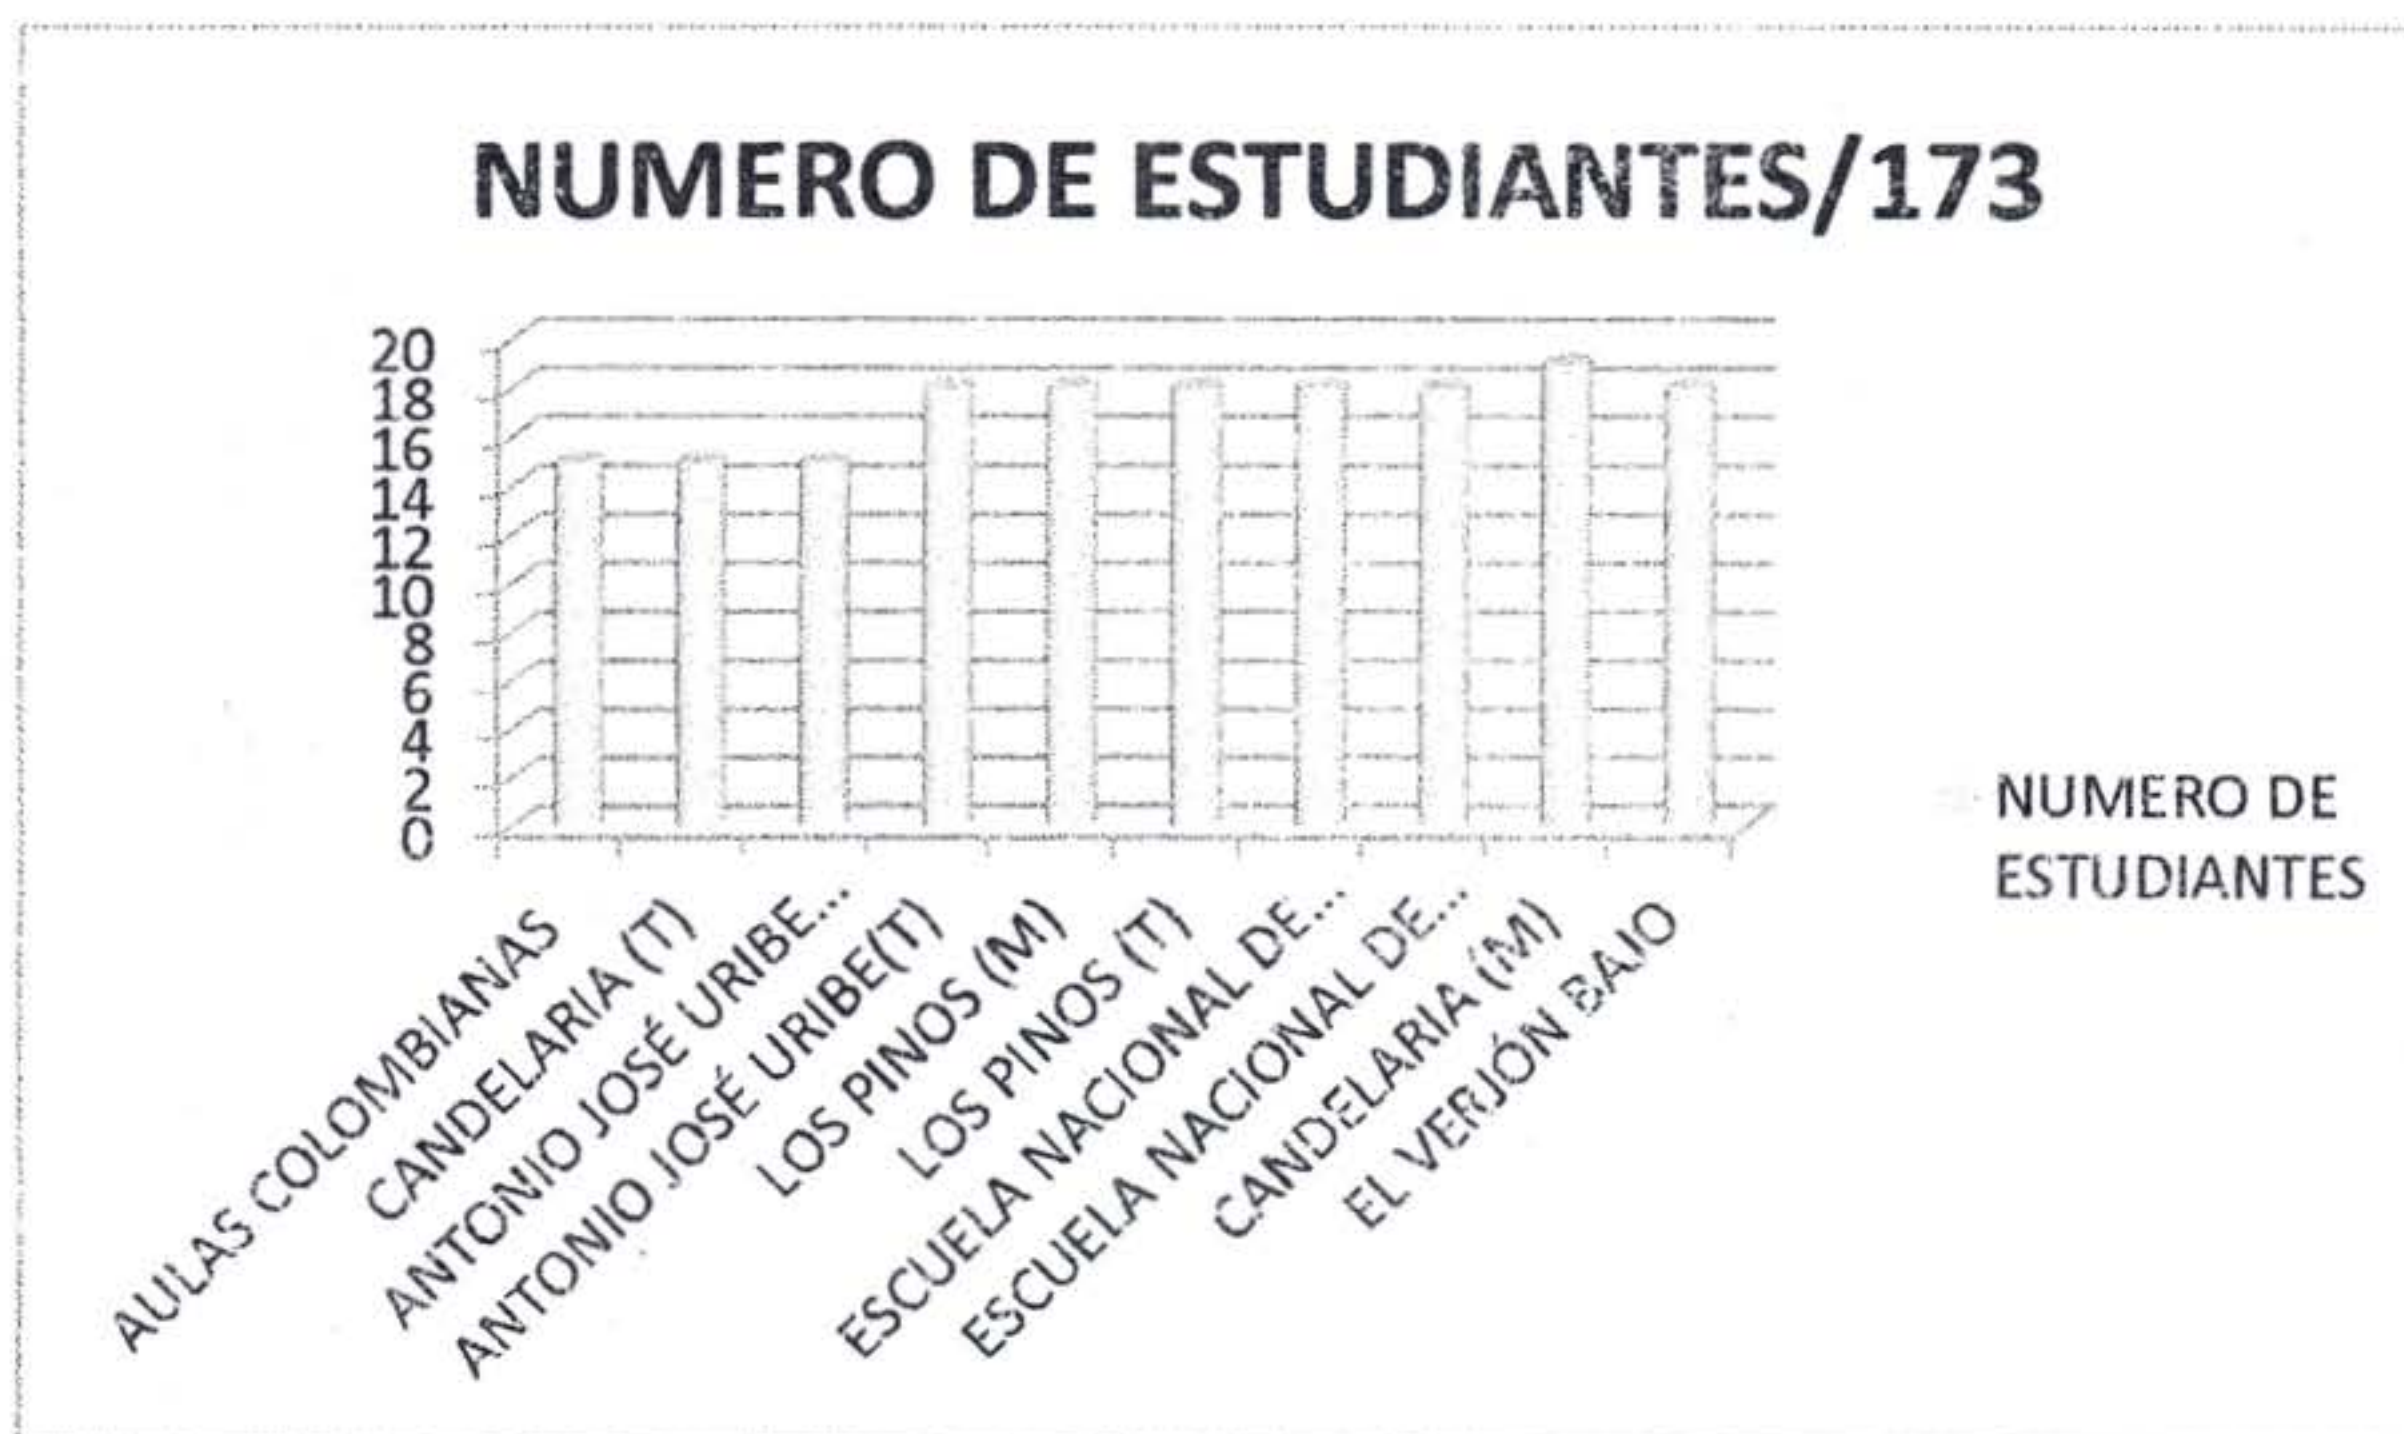 NUMERO DE ESTUDIANTES/173
20
18
16
14
12
10
8
6
4
2
0
AULAS COLOMBIANAS
CANDELARIA (T)
ANTONIO JOSÉ URIBE...
ANTONIO JOSÉ URIBE(T)
LOS PINOS (M)
LOS PINOS (T)
ESCUELA NACIONAL DE...
ESCUELA NACIONAL DE...
CANDELARIA (M)
EL VERJÓN BAJO
NUMERO DE
ESTUDIANTES